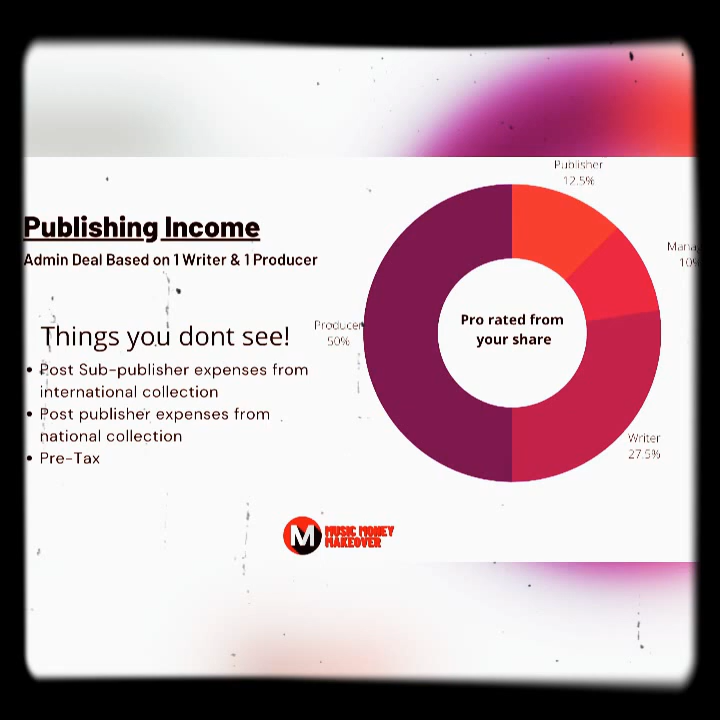 Publisher
12.5%
Publishing Income
Admin Deal Based on 1 Writer & 1 Producer
10%
Things you dont see!
Producer
50%
Pro rated from
your share
• Post Sub-publisher expenses from
international collection
• Post publisher expenses from
national collection
• Pre-Tax
Writer
27.5%
M
MUSIC MONEY
MAKEOVER